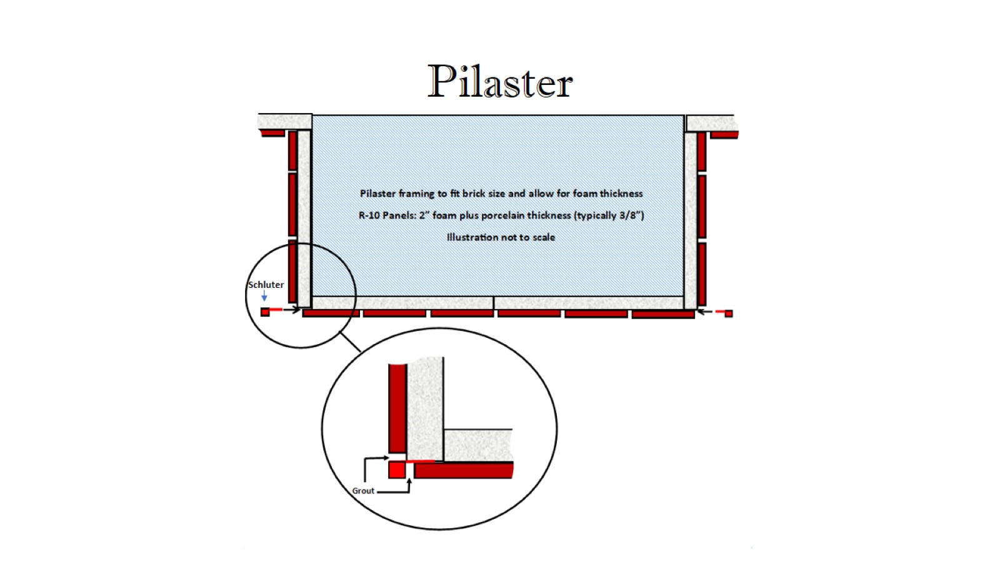 Pilaster
Pilaster framing to fit brick size and allow for foam thickness
R-10 Panels: 2” foam plus porcelain thickness (typically 3/8”)
Illustration not to scale
Schluter
Grout